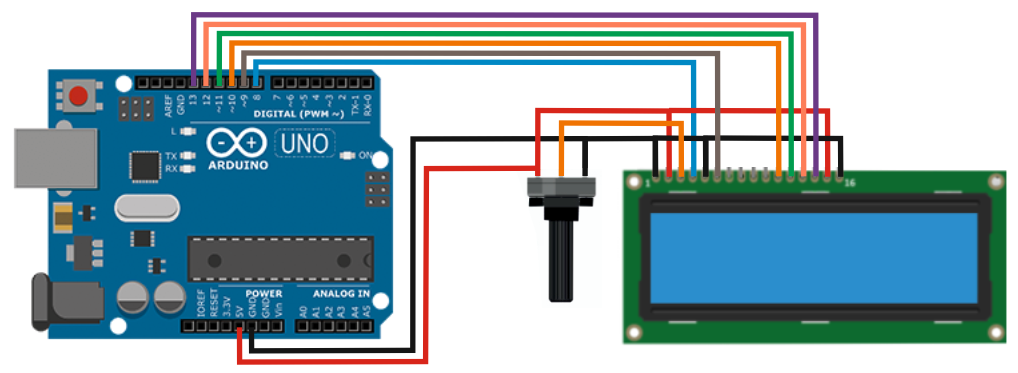 AREF
GND
13
12
~11
~10
~9
8
7
~6
~5
4
~3
2
TX-1
RX-0
DIGITAL (PWM ~)
L
TX
RX
UNO
ON
ARDUINO
1
16
POWER
ANALOG IN
IOREF
RESET
3.3V
5V
GND
GND
Vin
A0
A1
A2
A3
A4
A5